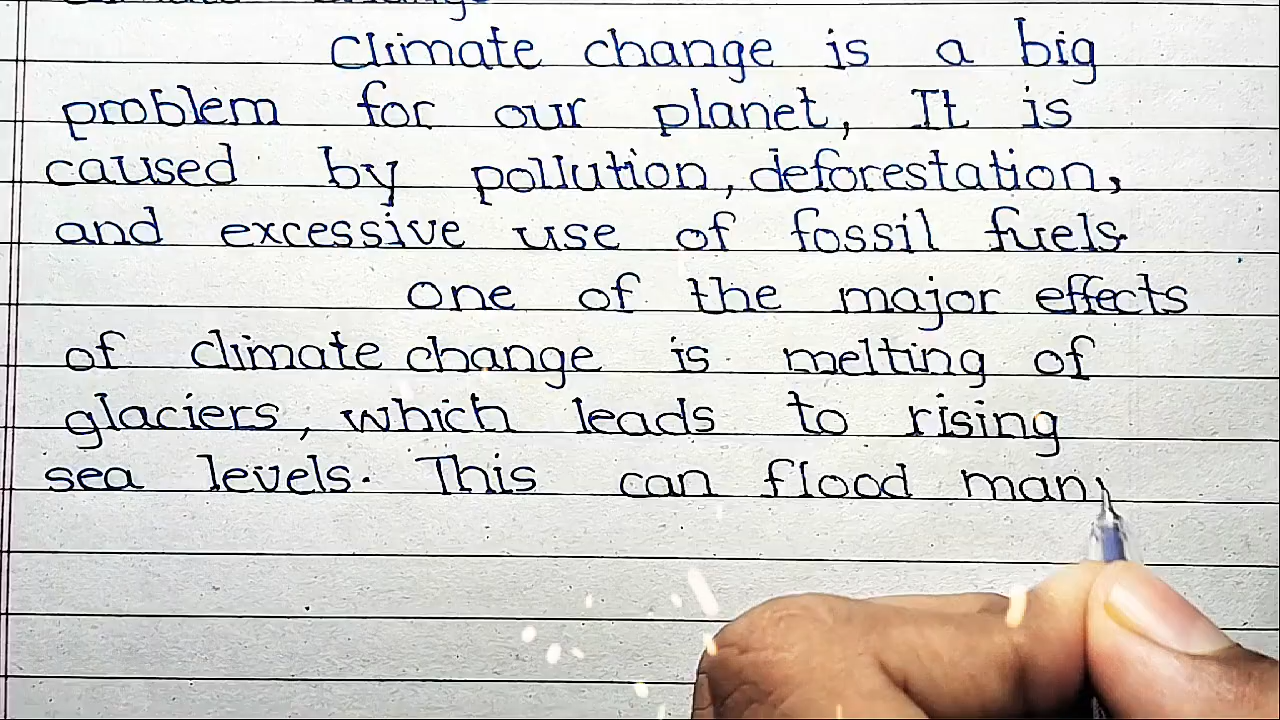 Climate change is a big
problem for our planet, It is
caused by pollution, deforestation,
and excessive use of fossil fuels
One of the major effects
of climate change is melting of
glaciers, which leads to rising
sea levels. This can flood many